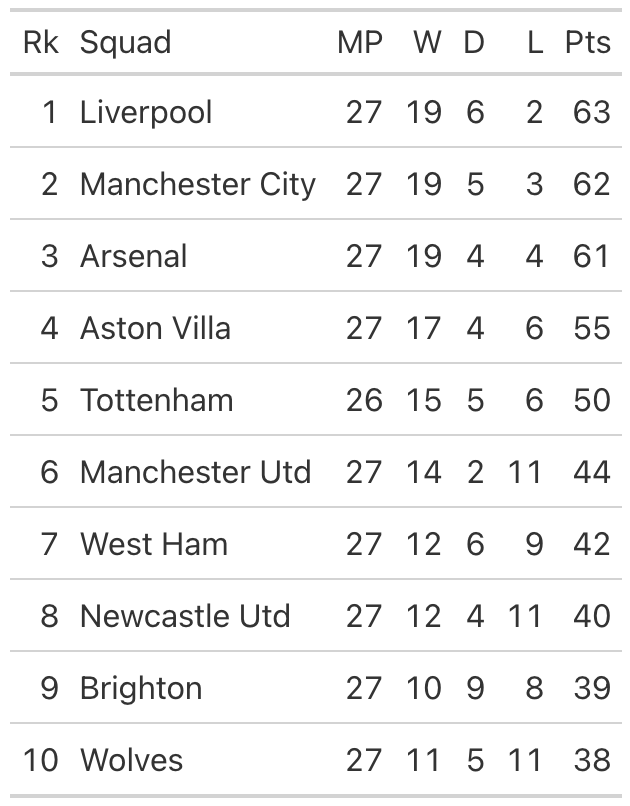 Rk Squad MP W D L Pts
1 Liverpool 27 19 6 2 63
2 Manchester City 27 19 5 3 62
3 Arsenal 27 19 4 4 61
4 Aston Villa 27 17 4 6 55
5 Tottenham 26 15 5 6 50
6 Manchester Utd 27 14 2 11 44
7 West Ham 27 12 6 9 42
8 Newcastle Utd 27 12 4 11 40
9 Brighton 27 10 9 8 39
10 Wolves 27 11 5 11 38